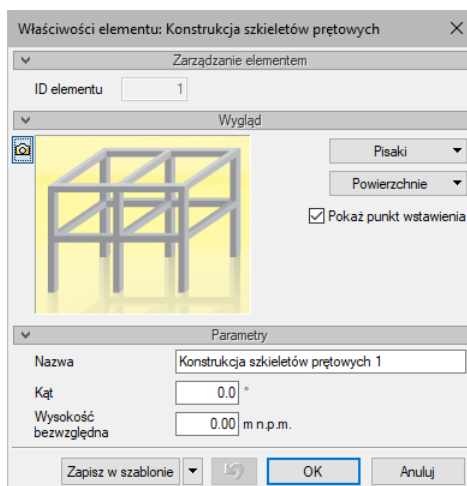 Właściwości elementu: Konstrukcja szkieletów prętowych
Zarządzanie elementem
ID elementu 1
Wygląd
Pisaki
Powierzchnie
Pokaż punkt wstawienia
Parametry
Nazwa Konstrukcja szkieletów prętowych 1
Kąt 0.0 °
Wysokość
bezwzględna 0.00 m n.p.m.
Zapisz w szablonie OK Anuluj